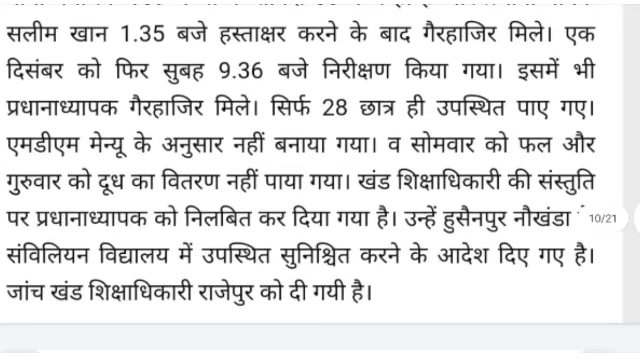 सलीम खान 1.35 बजे हस्ताक्षर करने के बाद गैरहाजिर मिले। एक
दिसंबर को फिर सुबह 9.36 बजे निरीक्षण किया गया। इसमें भी
प्रधानाध्यापक गैरहाजिर मिले। सिर्फ 28 छात्र ही उपस्थित पाए गए।
एमडीएम मेन्यू के अनुसार नहीं बनाया गया। व सोमवार को फल और
गुरुवार को दूध का वितरण नहीं पाया गया। खंड शिक्षाधिकारी की संस्तुति
पर प्रधानाध्यापक को निलबित कर दिया गया है। उन्हें हुसैनपुर नौखंडा
10/21
संविलियन विद्यालय में उपस्थित सुनिश्चित करने के आदेश दिए गए है।
जांच खंड शिक्षाधिकारी राजेपुर को दी गयी है।